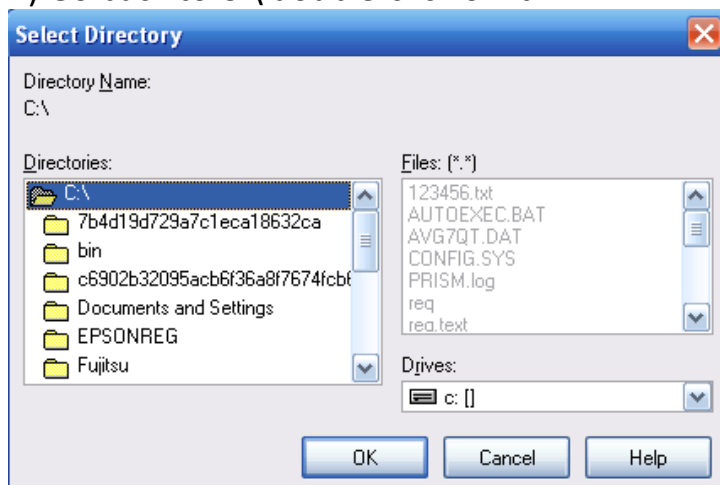 Select Directory
Directory Name:
C:\
Directories:
C:\
7b4d19d729a7c1eca18632ca
bin
c6902b32095acb6f36a8f7674fcb6
Documents and Settings
EPSONREG
Fujitsu
Files: (*.*)
123456.txt
AUTOEXEC.BAT
AVG7QT.DAT
CONFIG.SYS
PRISM.log
req
req.text
Drives:
c: []
OK
Cancel
Help